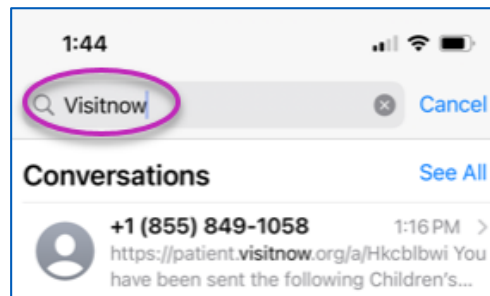 1:44
Visitnow
Cancel
Conversations
See All
+1 (855) 849-1058
1:16 PM
https://patient.visitnow.org/a/Hkcblbwi You
have been sent the following Children's...